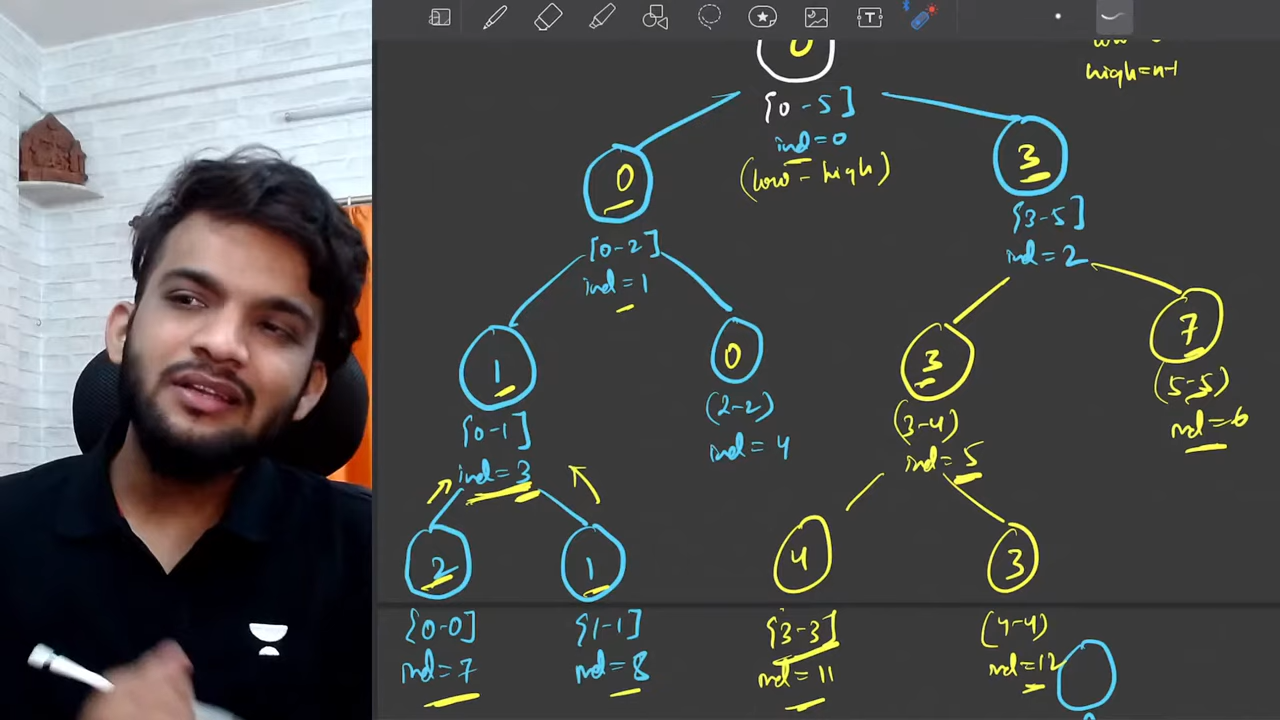 T
0
high=n-1
[0-5]
ind=0
(low-high)
0
[0-2]
ind=1
3
[3-5]
ind=2
1
[0-1]
ind=3
0
(2-2)
ind=4
3
(3-4)
ind=5
7
(5-5)
ind=6
2
[0-0]
ind=7
1
[1-1]
ind=8
4
[3-3]
ind=11
3
(4-4)
ind=12